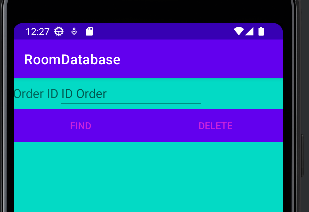 12:27
RoomDatabase
Order ID ID Order
FIND DELETE